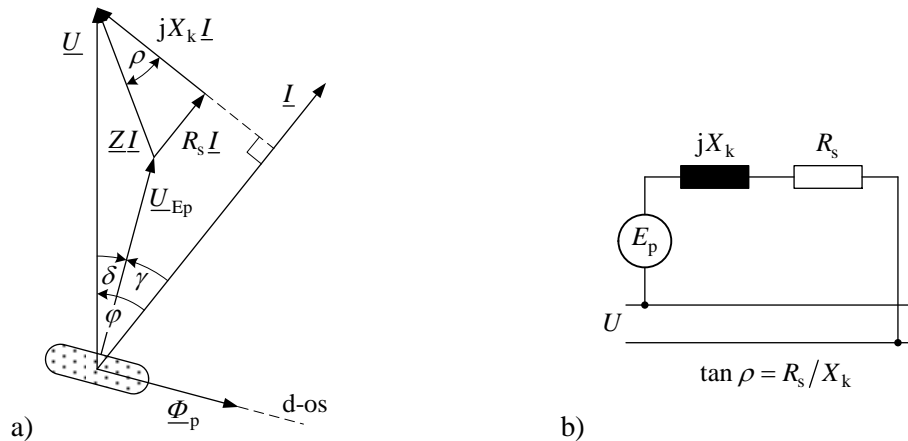 U
jX_k I
ρ
I
Z I
R_s I
U_Ep
δ
γ
φ
Φ_p
d-os
a)
jX_k
R_s
E_p
U
tan ρ = R_s/X_k
b)